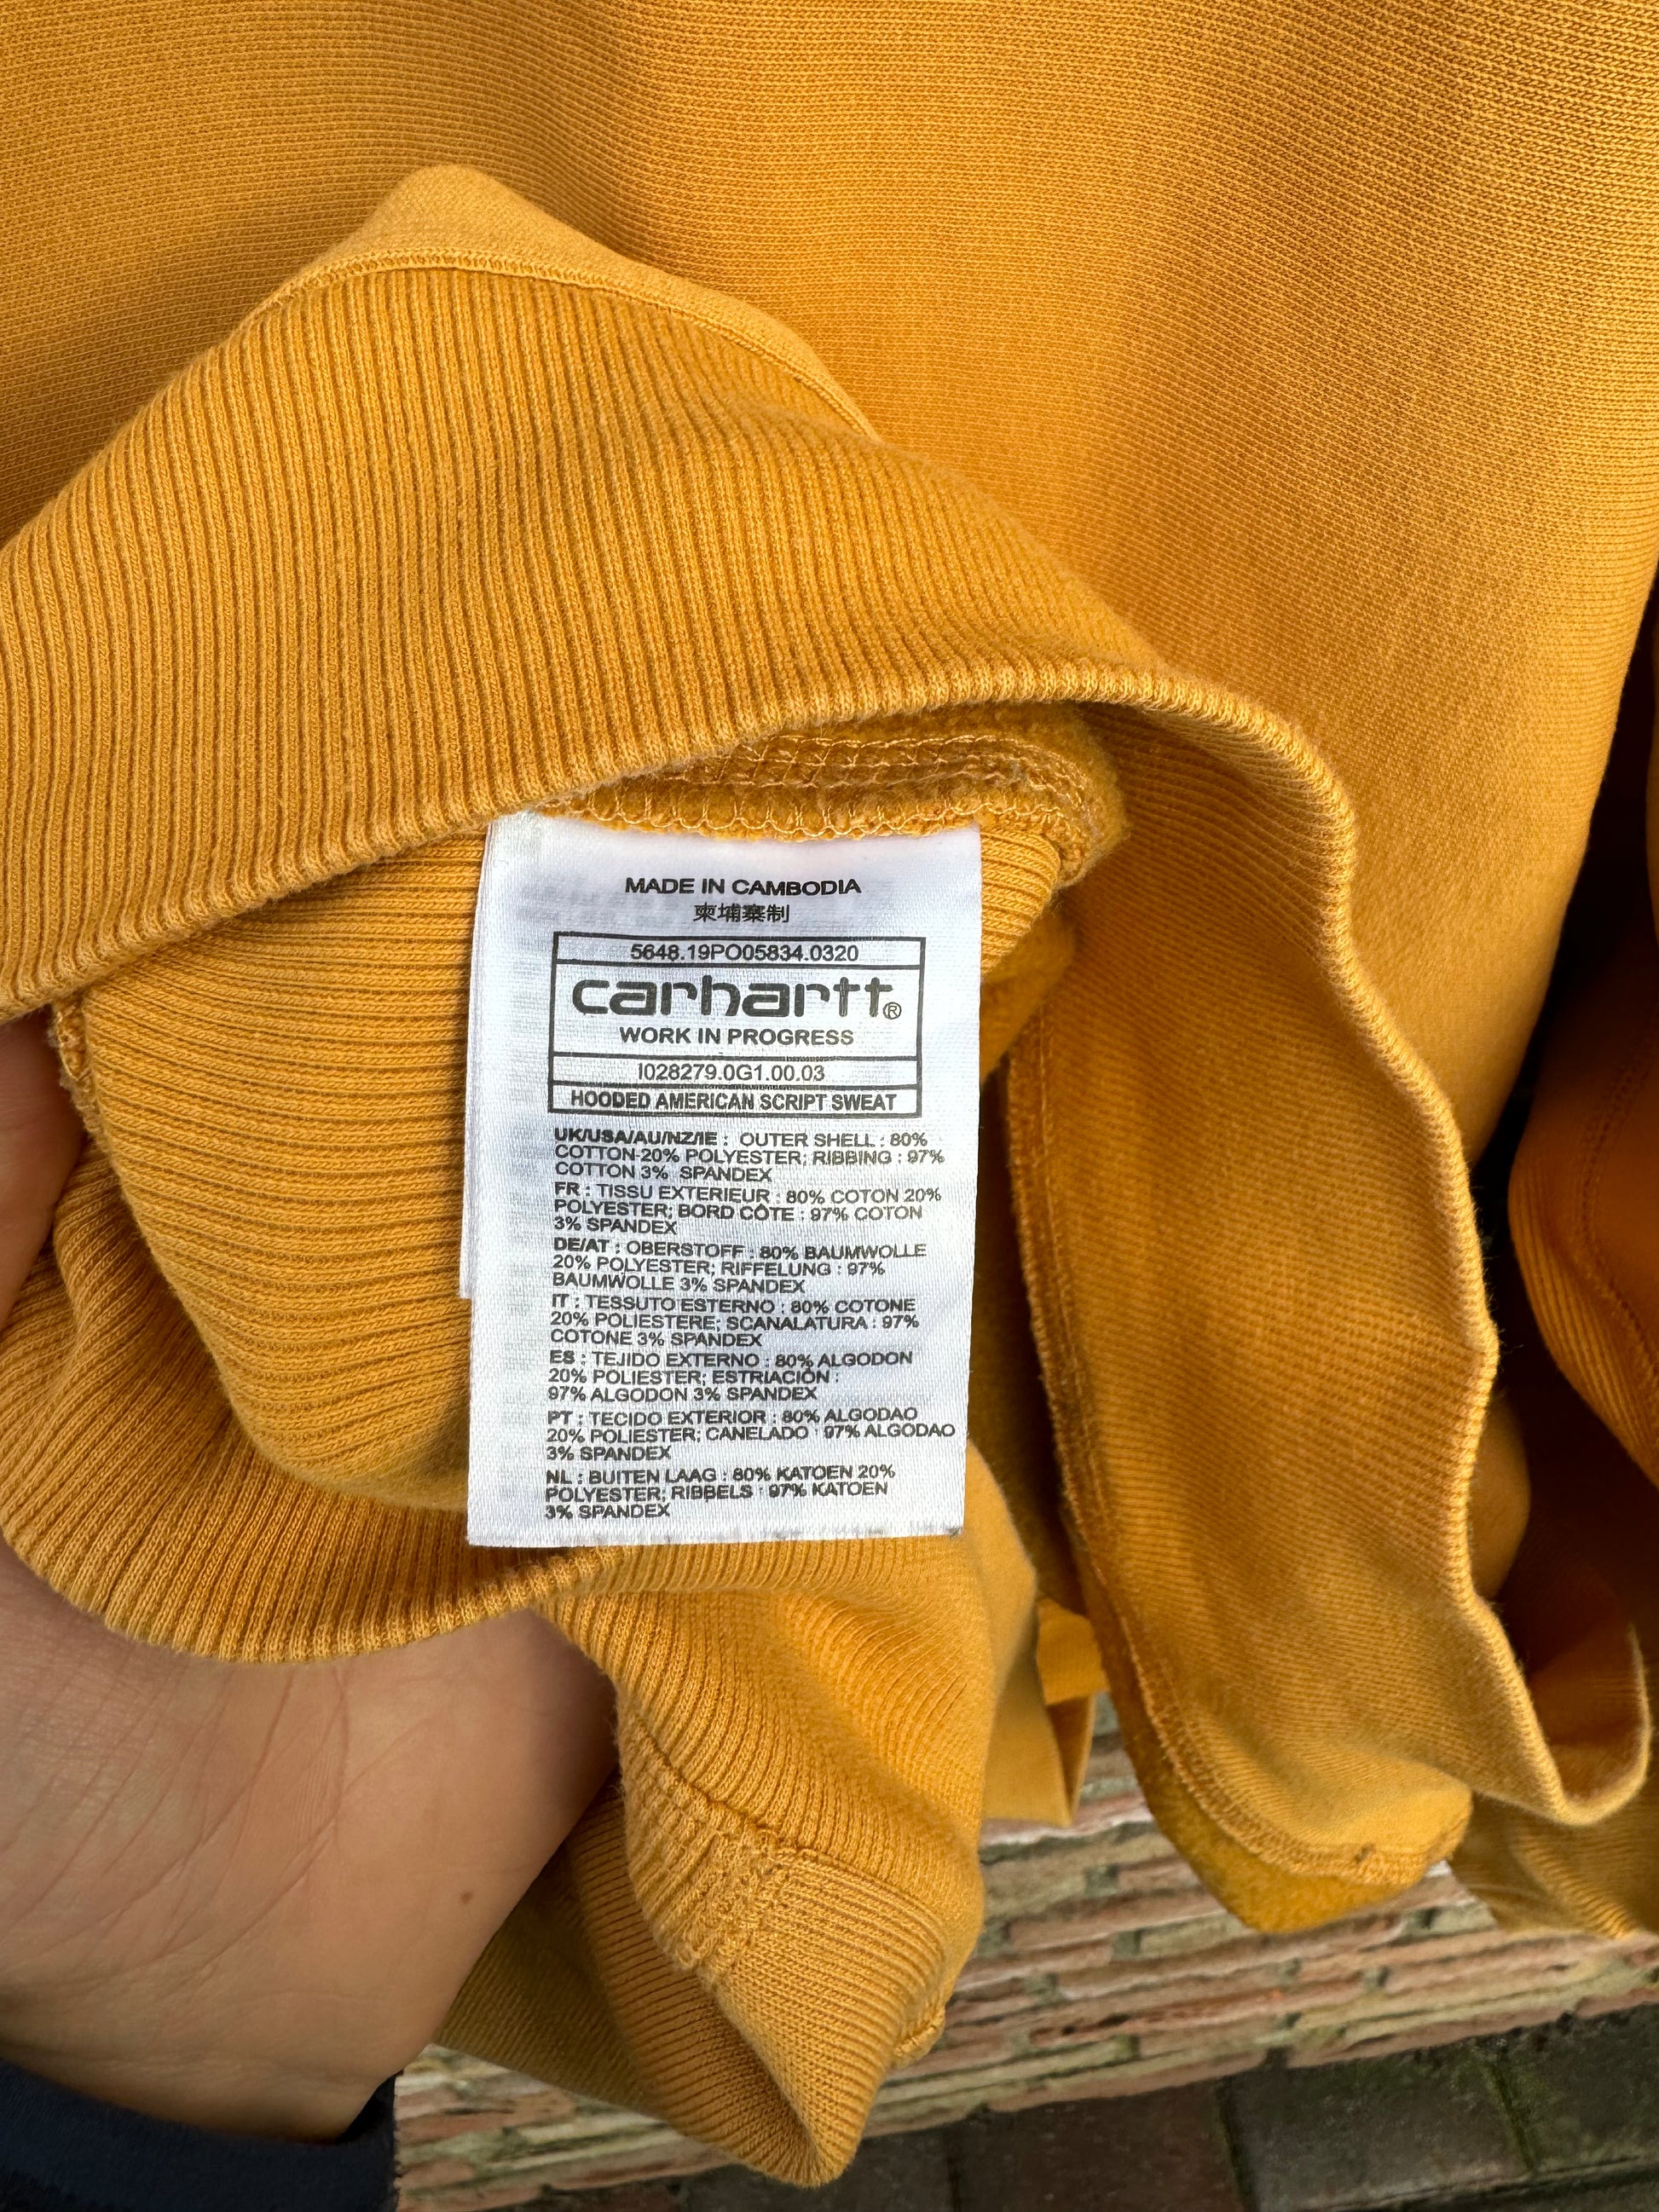 MADE IN CAMBODIA
柬埔寨制
5648.19PO05834.0320
carhartt®
WORK IN PROGRESS
I028279.0G1.00.03
HOODED AMERICAN SCRIPT SWEAT
UK/USA/AU/NZ/IE : OUTER SHELL : 80%
COTTON-20% POLYESTER; RIBBING : 97%
COTTON 3% SPANDEX
FR : TISSU EXTERIEUR : 80% COTON 20%
POLYESTER; BORD CÔTE : 97% COTON
3% SPANDEX
DE/AT : OBERSTOFF : 80% BAUMWOLLE
20% POLYESTER; RIFFELUNG : 97%
BAUMWOLLE 3% SPANDEX
IT : TESSUTO ESTERNO : 80% COTONE
20% POLIESTERE; SCANALATURA : 97%
COTONE 3% SPANDEX
ES : TEJIDO EXTERNO : 80% ALGODON
20% POLIESTER; ESTRIACIÓN :
97% ALGODON 3% SPANDEX
PT : TECIDO EXTERIOR : 80% ALGODAO
20% POLIESTER; CANELADO : 97% ALGODAO
3% SPANDEX
NL : BUITEN LAAG : 80% KATOEN 20%
POLYESTER; RIBBELS : 97% KATOEN
3% SPANDEX